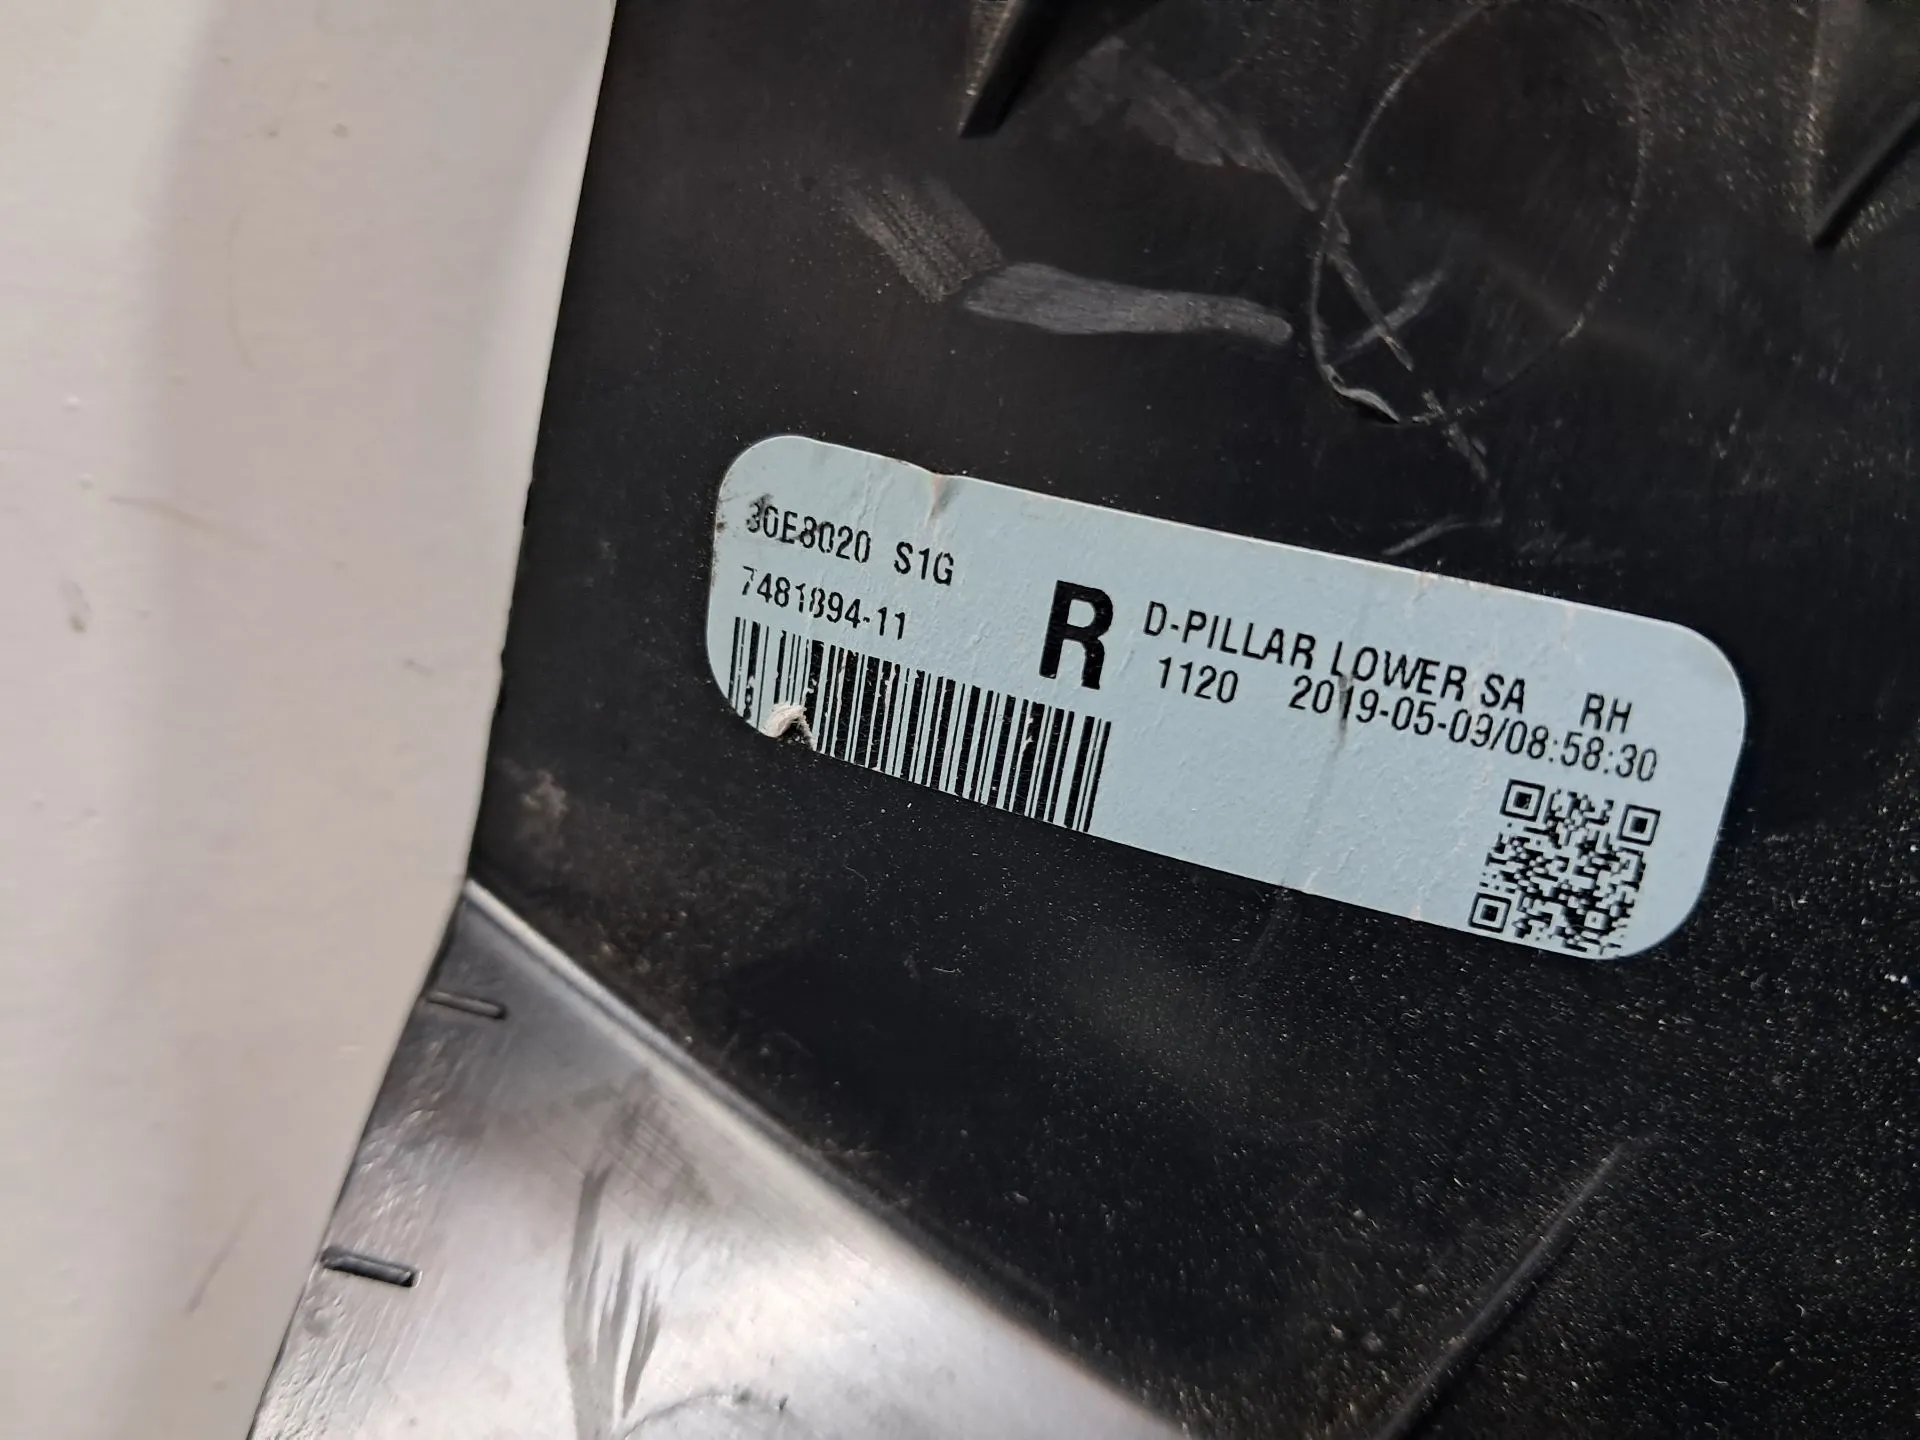 30E8020 S1G
7481894-11
R
D-PILLAR LOWER SA RH
1120 2019-05-09/08:58:30